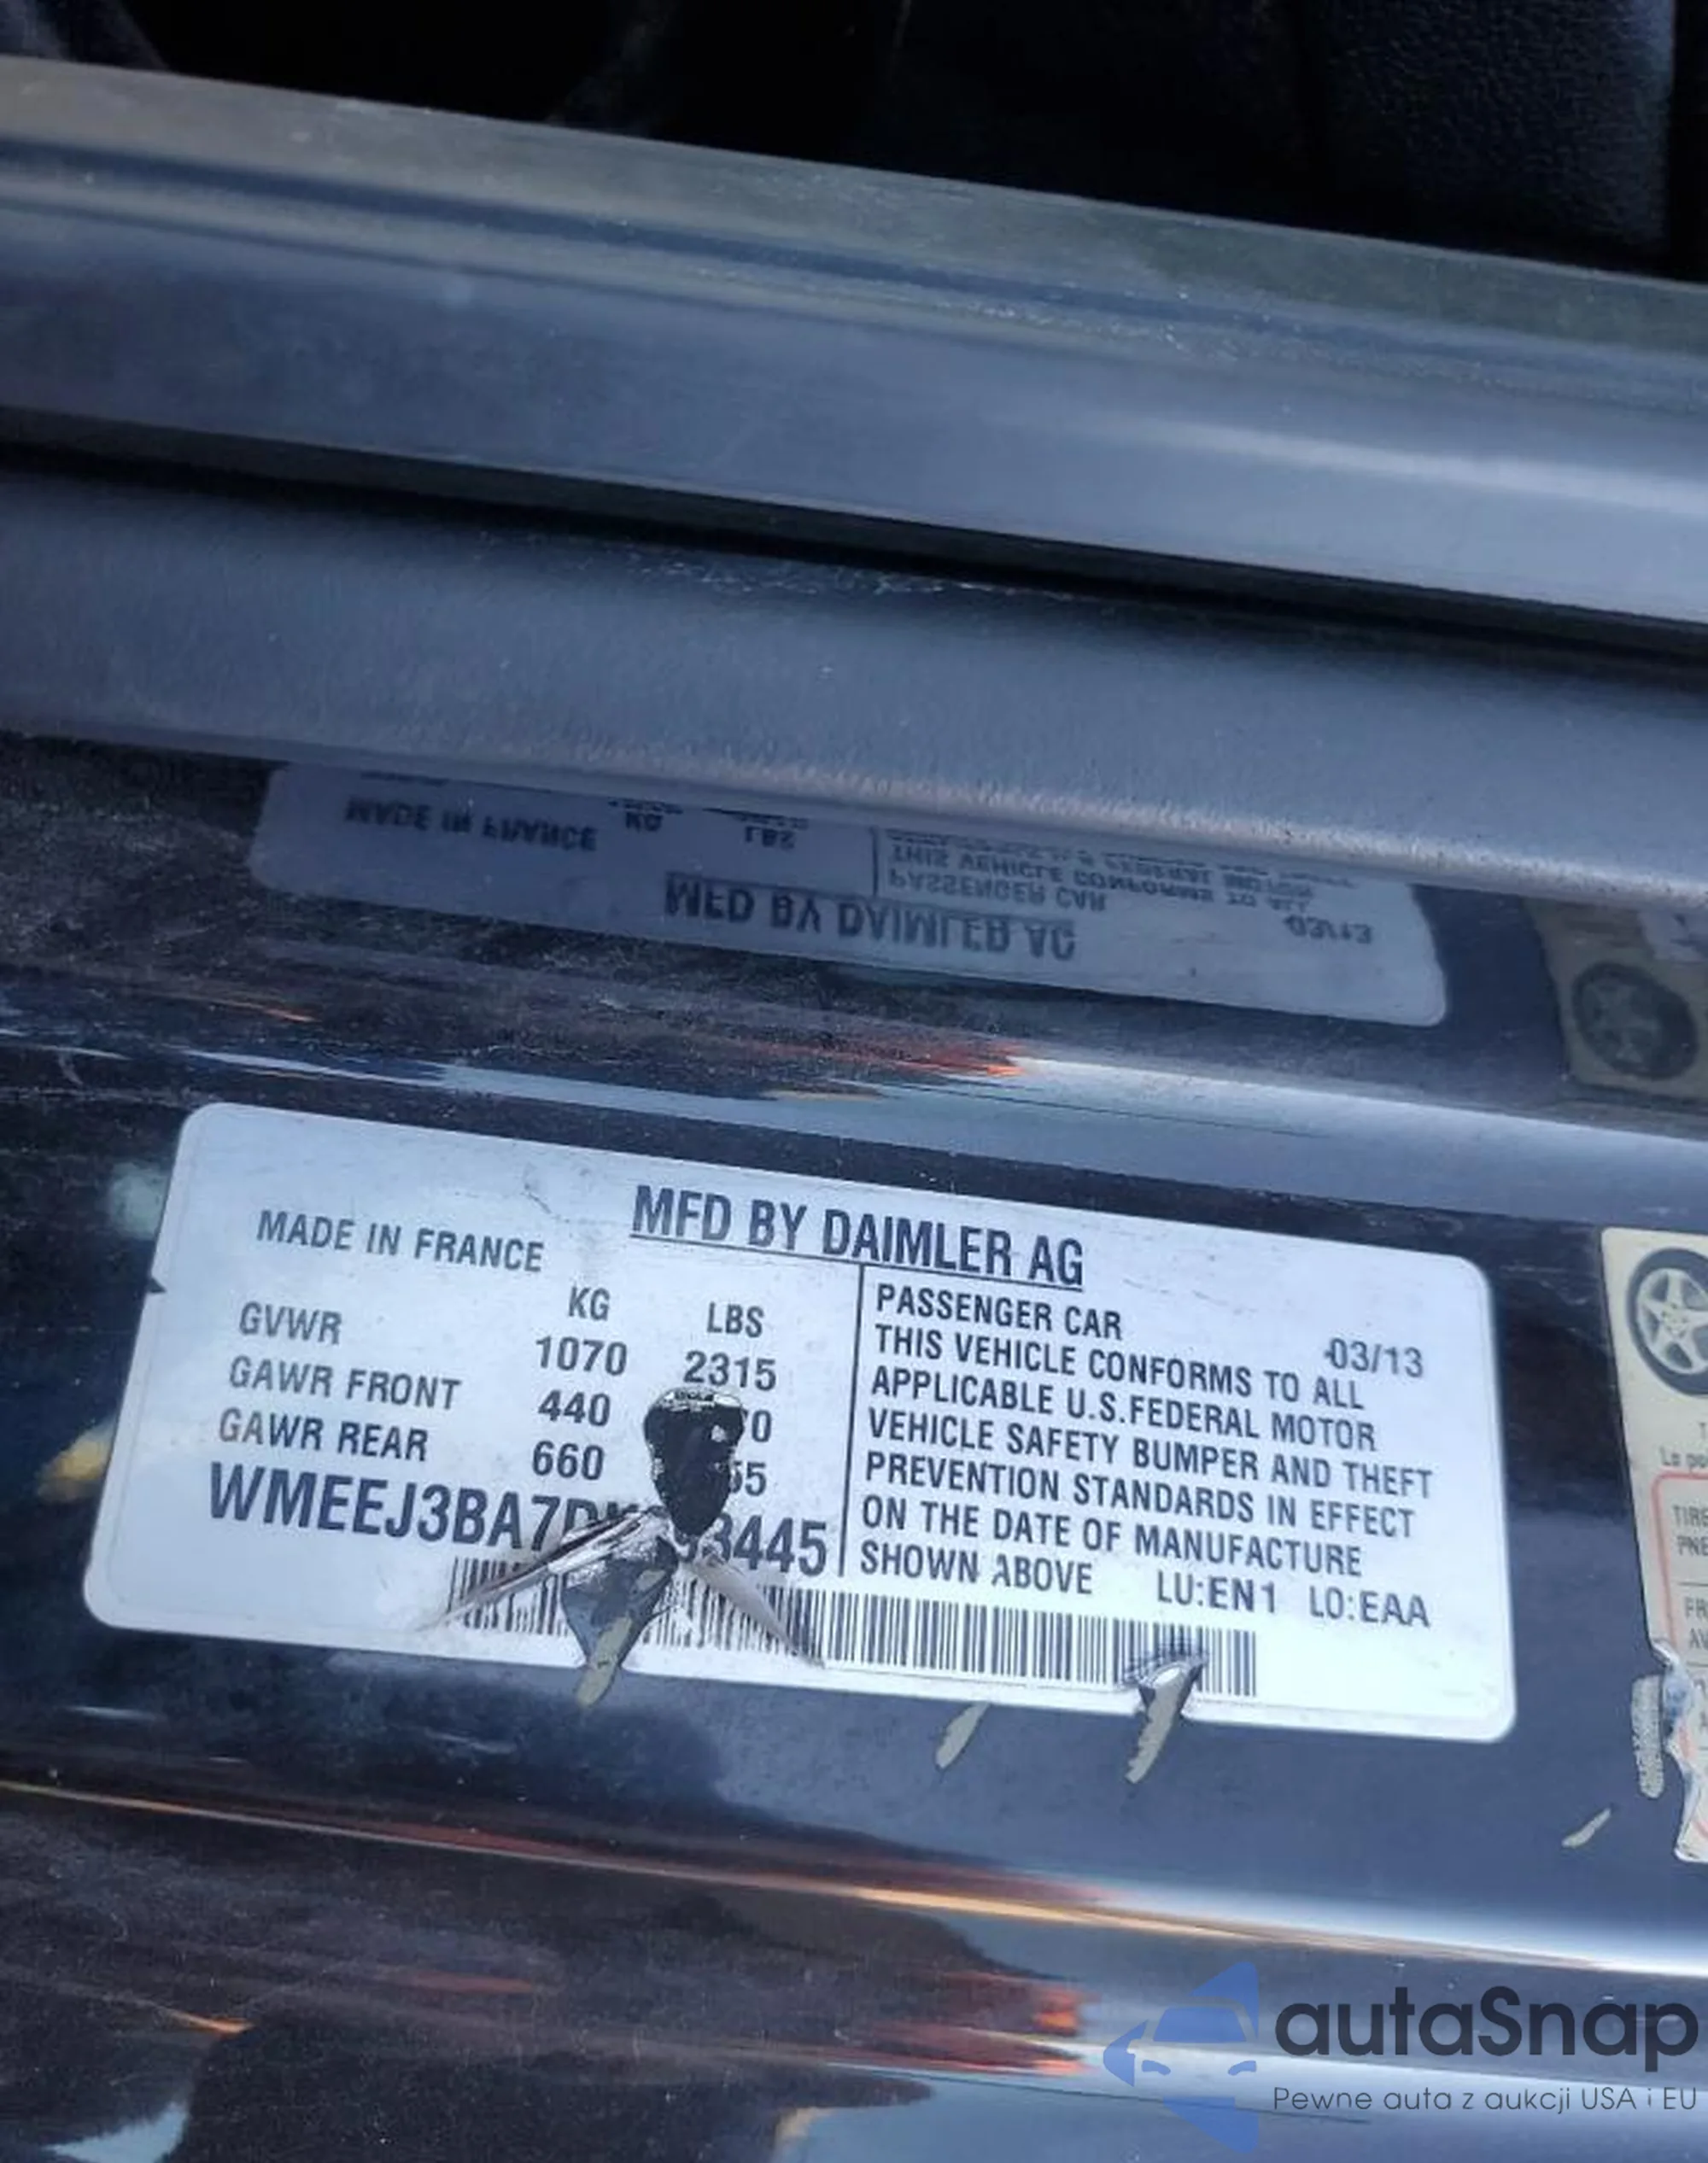 MFD BY DAIMLER AG
MADE IN FRANCE
KG LBS
GVWR 1070 2315
GAWR FRONT 440
GAWR REAR 660
PASSENGER CAR
03/13
THIS VEHICLE CONFORMS TO ALL
APPLICABLE U.S.FEDERAL MOTOR
VEHICLE SAFETY BUMPER AND THEFT
PREVENTION STANDARDS IN EFFECT
ON THE DATE OF MANUFACTURE
SHOWN ABOVE LU:EN1 LO:EAA
autaSnap
Pewne auta z aukcji USA i EU